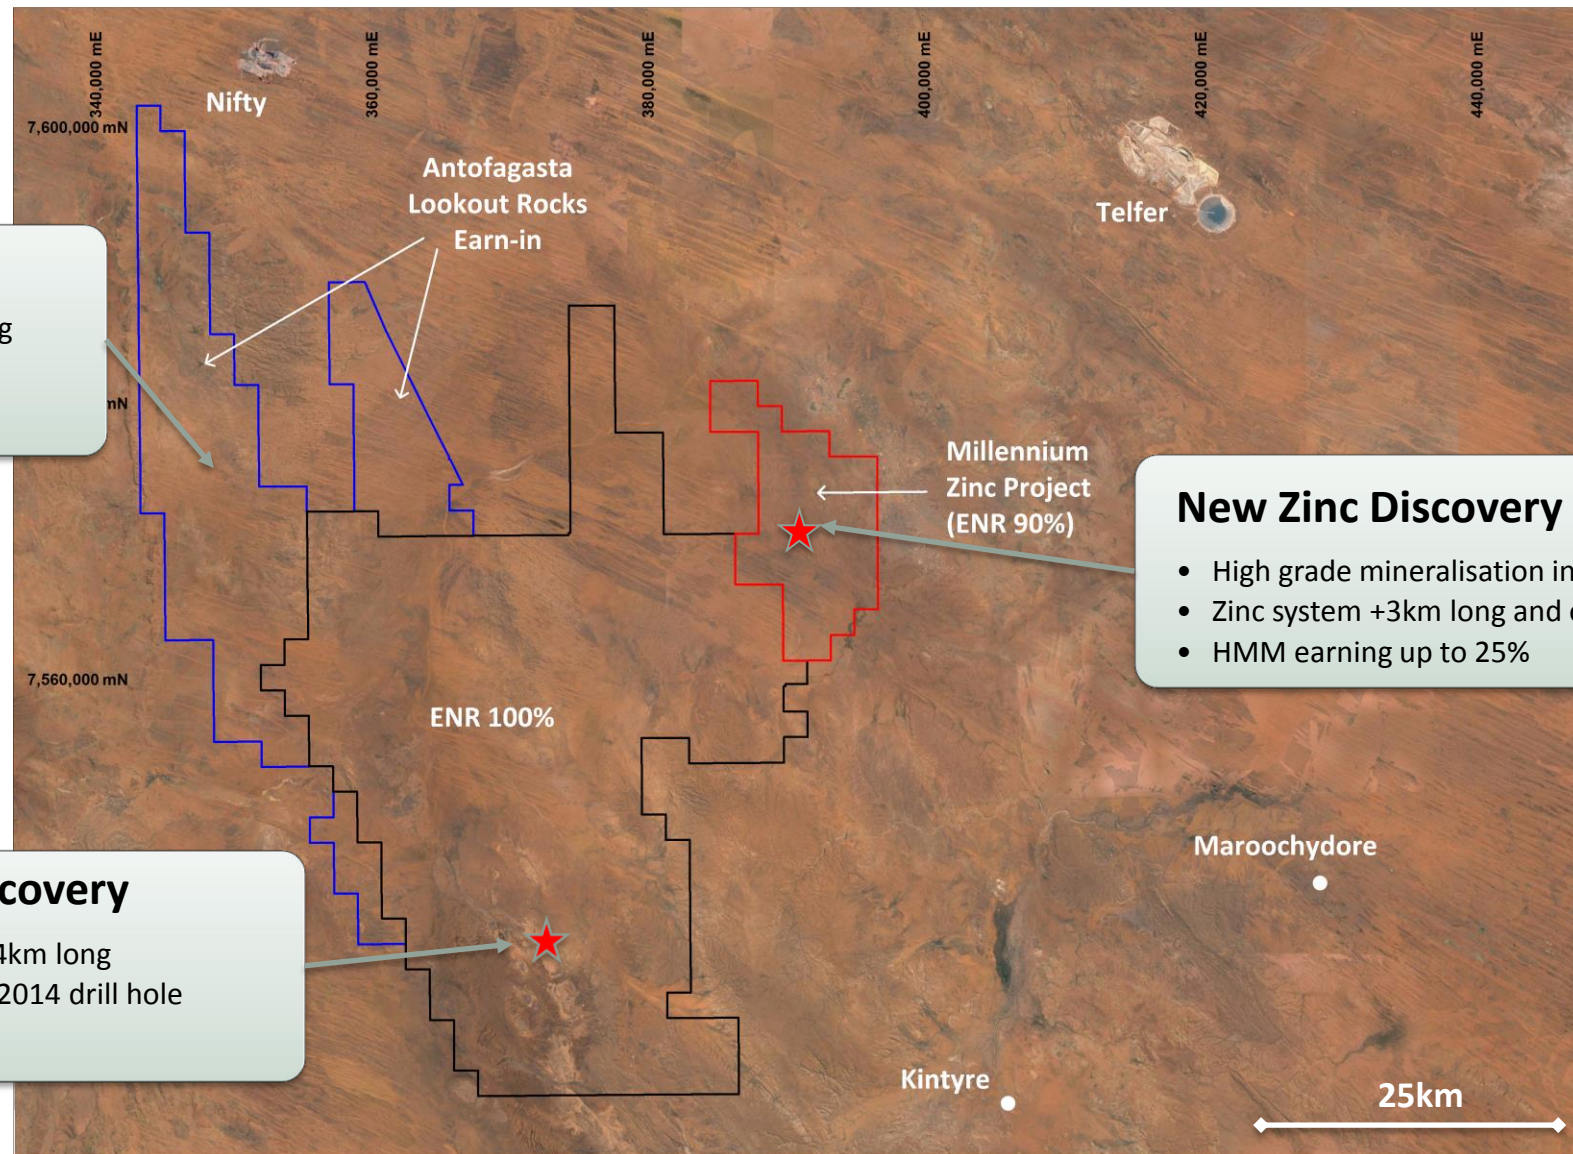 340,000 mE
360,000 mE
380,000 mE
400,000 mE
420,000 mE
440,000 mE
Nifty
7,600,000 mN
Antofagasta
Lookout Rocks
Earn-in
Telfer
mN
Millennium
Zinc Project
(ENR 90%)
New Zinc Discovery
• High grade mineralisation in
• Zinc system +3km long and
• HMM earning up to 25%
7,560,000 mN
ENR 100%
Maroochydore
covery
4km long
2014 drill hole
Kintyre
25km